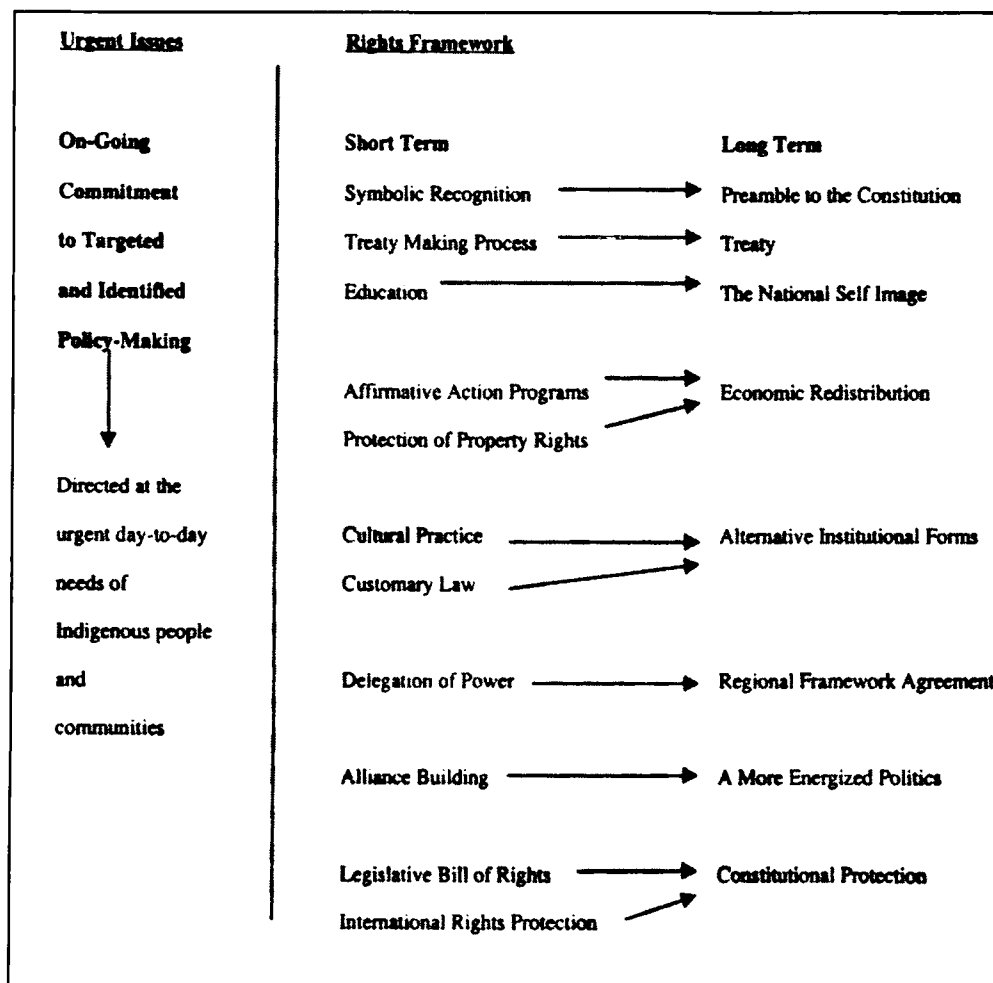 Urgent Issues
Rights Framework
On-Going
Commitment
to Targeted
and Identified
Policy-Making
Directed at the
urgent day-to-day
needs of
Indigenous people
and
communities
Short Term
Long Term
Symbolic Recognition
Preamble to the Constitution
Treaty Making Process
Treaty
Education
The National Self Image
Affirmative Action Programs
Economic Redistribution
Protection of Property Rights
Cultural Practice
Alternative Institutional Forms
Customary Law
Delegation of Power
Regional Framework Agreement
Alliance Building
A More Energized Politics
Legislative Bill of Rights
Constitutional Protection
International Rights Protection